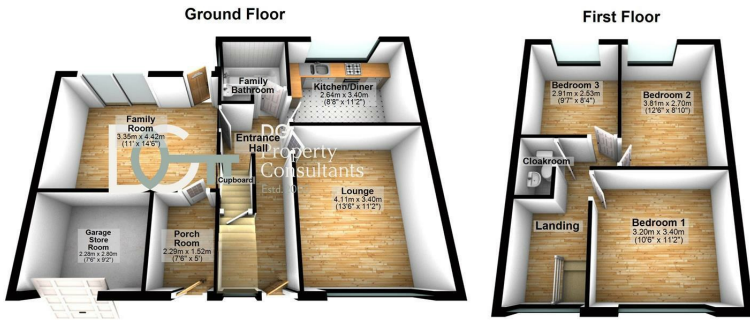 Ground Floor
First Floor
Family
Bathroom
Kitchen/Diner
2.64m x 3.40m
(8'8" x 11'2")
Family
Room
3.35m x 4.42m
(11' x 14'6")
Entrance
Hall
DG
Property
Consultants
Estd.
Cupboard
Lounge
4.11m x 3.40m
(13'6" x 11'2")
Garage
Store
Room
2.28m x 2.80m
(7'6" x 9'2")
Porch
Room
2.29m x 1.52m
(7'6" x 5')
Bedroom 3
2.91m x 2.53m
(9'7" x 8'4")
Bedroom 2
3.81m x 2.70m
(12'6" x 8'10")
Cloakroom
Landing
Bedroom 1
3.20m x 3.40m
(10'6" x 11'2")